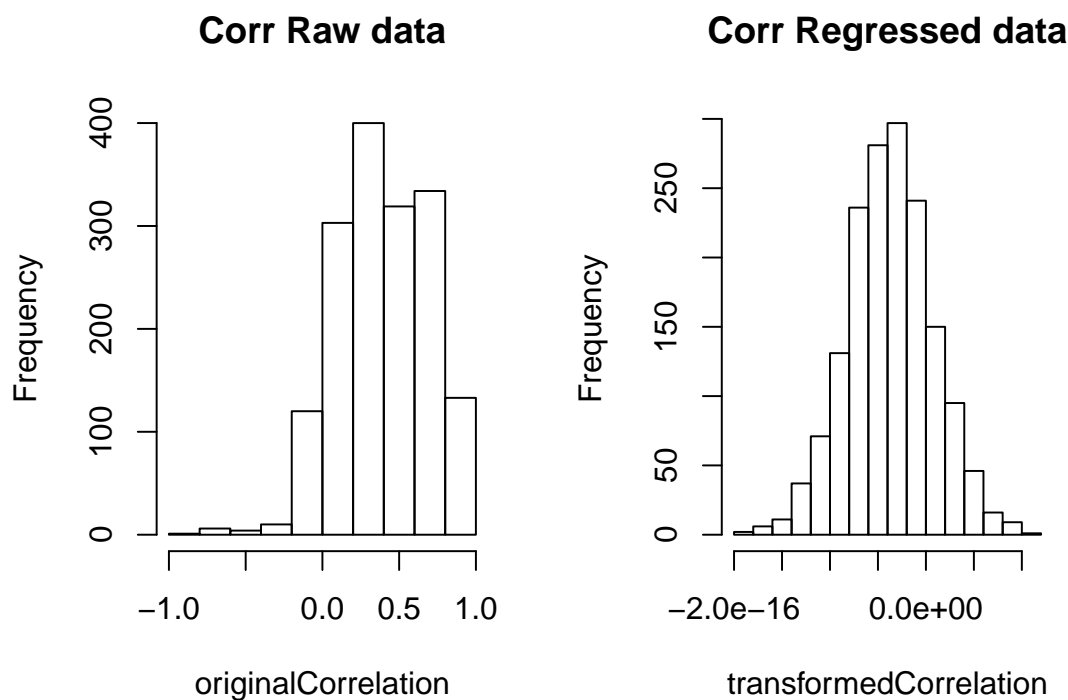 Corr Raw data
Frequency
400
300
200
100
0
−1.0 0.0 0.5 1.0
originalCorrelation
Corr Regressed data
Frequency
250
150
50
0
−2.0e−16 0.0e+00
transformedCorrelation